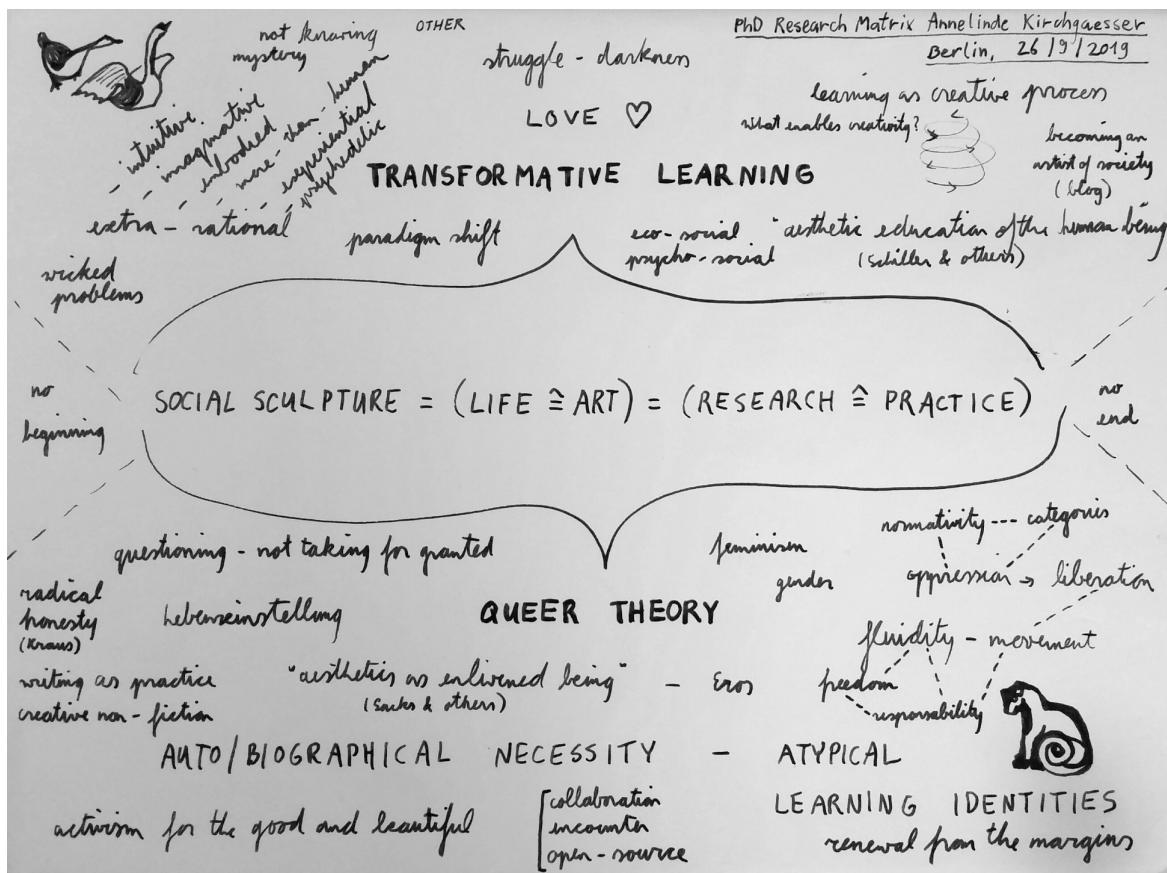 PhD Research Matrix Annelinde Kirchgaesser
Berlin, 26/9/2019
OTHER
not knowing
mystery
struggle - darkness
LOVE ♡
learning as creative process
What enables creativity?
becoming an
artist of society
(blog)
- intuitive
- imaginative
- embodied
- more-than-human
- experiential
- psychedelic
extra - rational
TRANSFORMATIVE LEARNING
paradigm shift
eco-social
psycho-social
"aesthetic education of the human being"
(Schiller & others)
wicked
problems
no
beginning
SOCIAL SCULPTURE = (LIFE ≙ ART) = (RESEARCH ≙ PRACTICE)
no
end
questioning - not taking for granted
feminism
gender
normativity --- categories
oppression → liberation
radical
honesty
(Kraus)
Lebenseinstellung
QUEER THEORY
fluidity - movement
freedom
responsability
writing as practice
creative non-fiction
"aesthetics as enlivened being" - Eros
(Sacks & others)
AUTO/BIOGRAPHICAL NECESSITY - ATYPICAL
LEARNING IDENTITIES
activism for the good and beautiful
collaboration
encounter
open-source
renewal from the margins